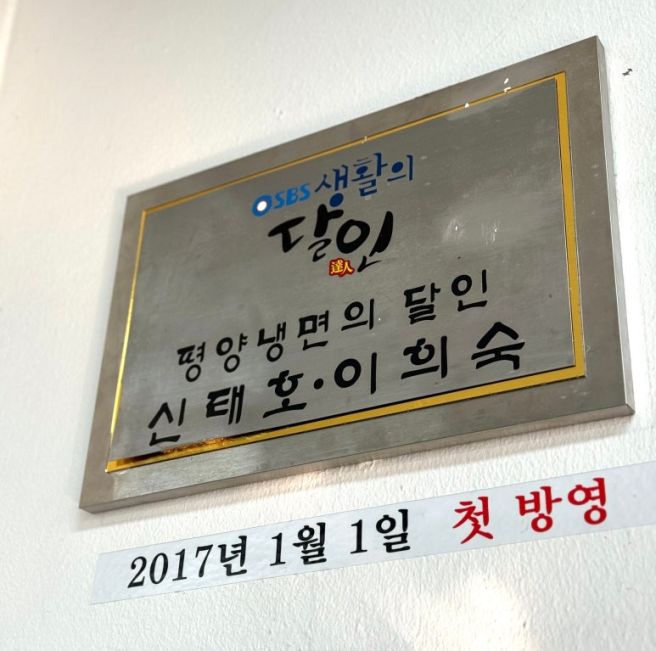 SBS 생활의
달인
達人
평양냉면의 달인
신태호·이희숙
2017년 1월 1일 첫 방영